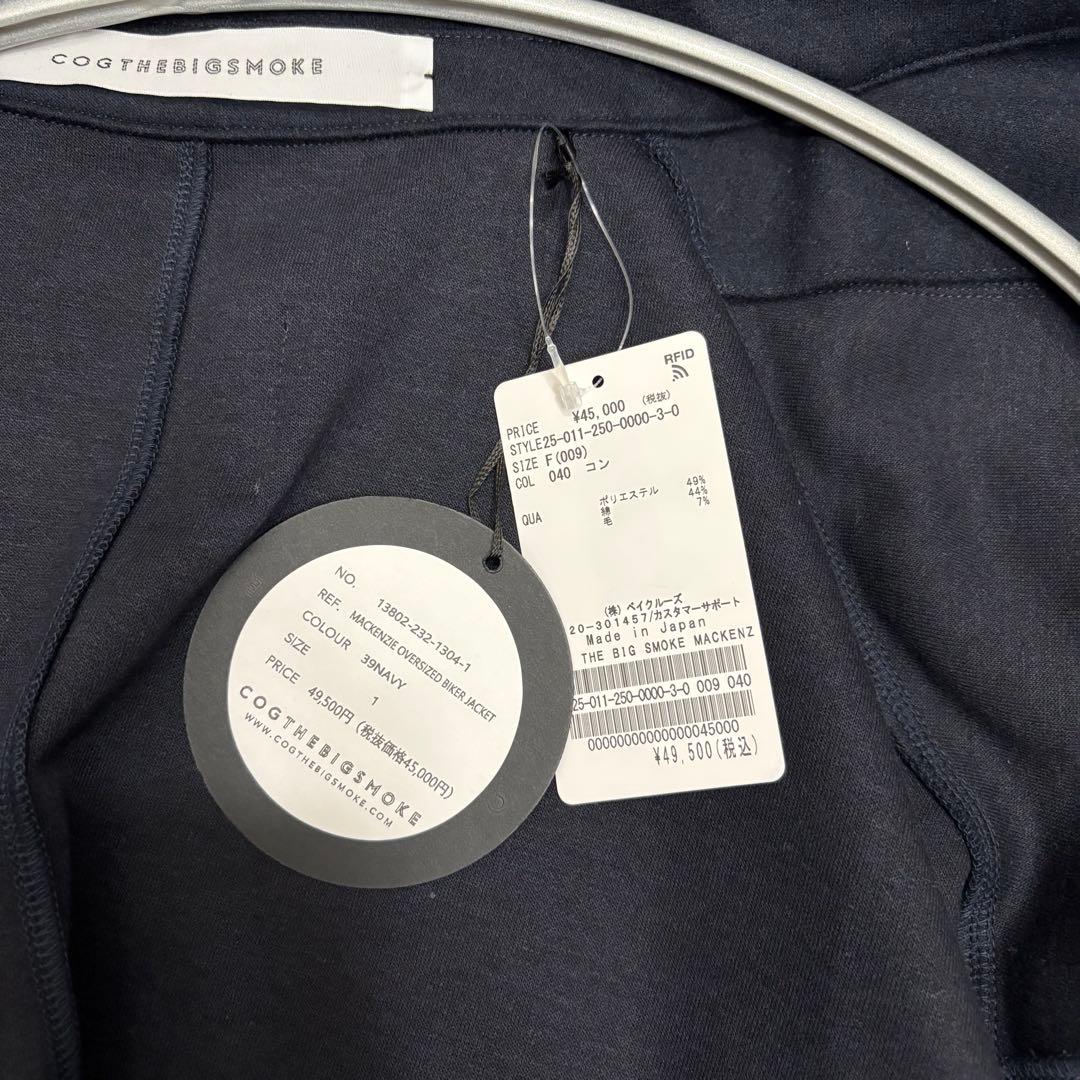 COGTHEBIGSMOKE
RFID
PRICE ¥45,000 (税抜)
STYLE25-011-250-0000-3-0
SIZE F(009)
COL 040 コン
QUA ポリエステル 49%
綿 44%
毛 7%
(株) ベイクルーズ
20-301457/カスタマーサポート
Made in Japan
THE BIG SMOKE MACKENZ
25-011-250-0000-3-0 009 040
00000000000000045000
¥49,500(税込)
NO. 13802-232-1304-1
REF. MACKENZIE OVERSIZED BIKER JACKET
COLOUR 39NAVY
SIZE 1
PRICE 49,500円 (税抜価格45,000円)
COGTHEBIGSMOKE
WWW.COGTHEBIGSMOKE.COM